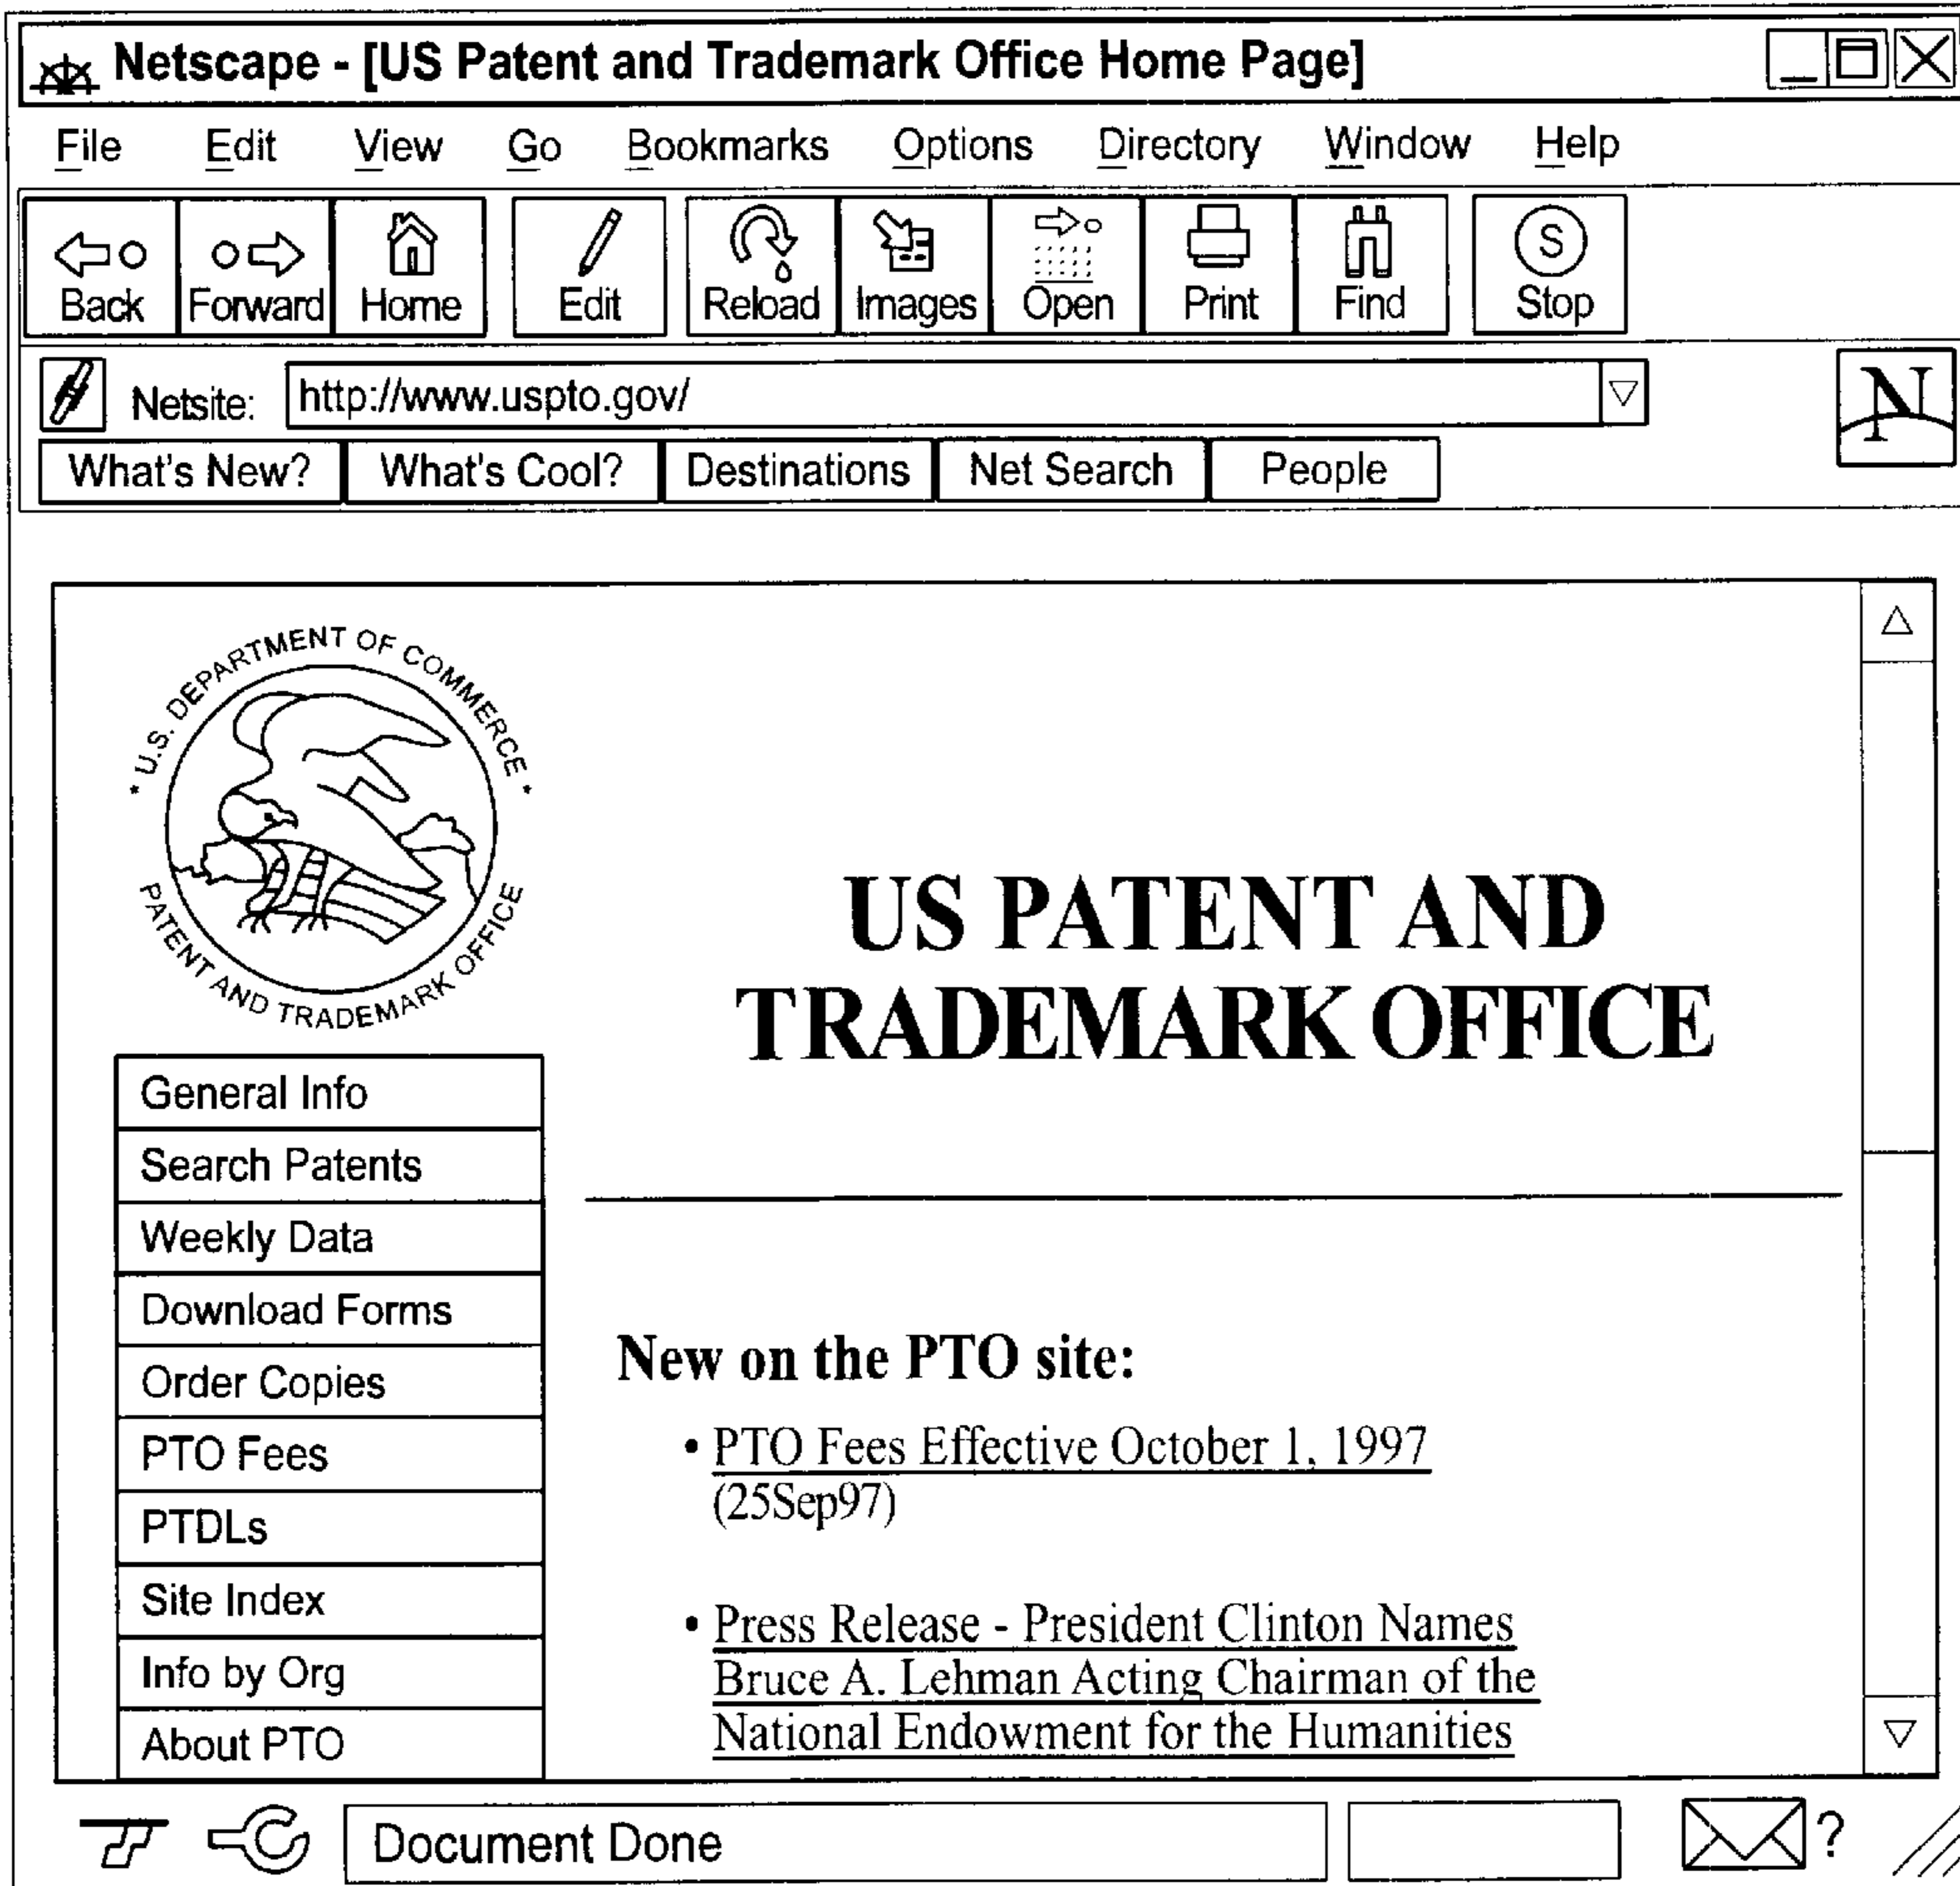 Netscape - [US Patent and Trademark Office Home Page]
File Edit View Go Bookmarks Options Directory Window Help
Back Forward Home Edit Reload Images Open Print Find Stop
S
Netsite: http://www.uspto.gov/
N
What's New? What's Cool? Destinations Net Search People
* U.S. DEPARTMENT OF COMMERCE *
PATENT AND TRADEMARK OFFICE
US PATENT AND
TRADEMARK OFFICE
General Info
Search Patents
Weekly Data
Download Forms
Order Copies
PTO Fees
PTDLs
Site Index
Info by Org
About PTO
New on the PTO site:
• PTO Fees Effective October 1, 1997
(25Sep97)
• Press Release - President Clinton Names
Bruce A. Lehman Acting Chairman of the
National Endowment for the Humanities
Document Done
?